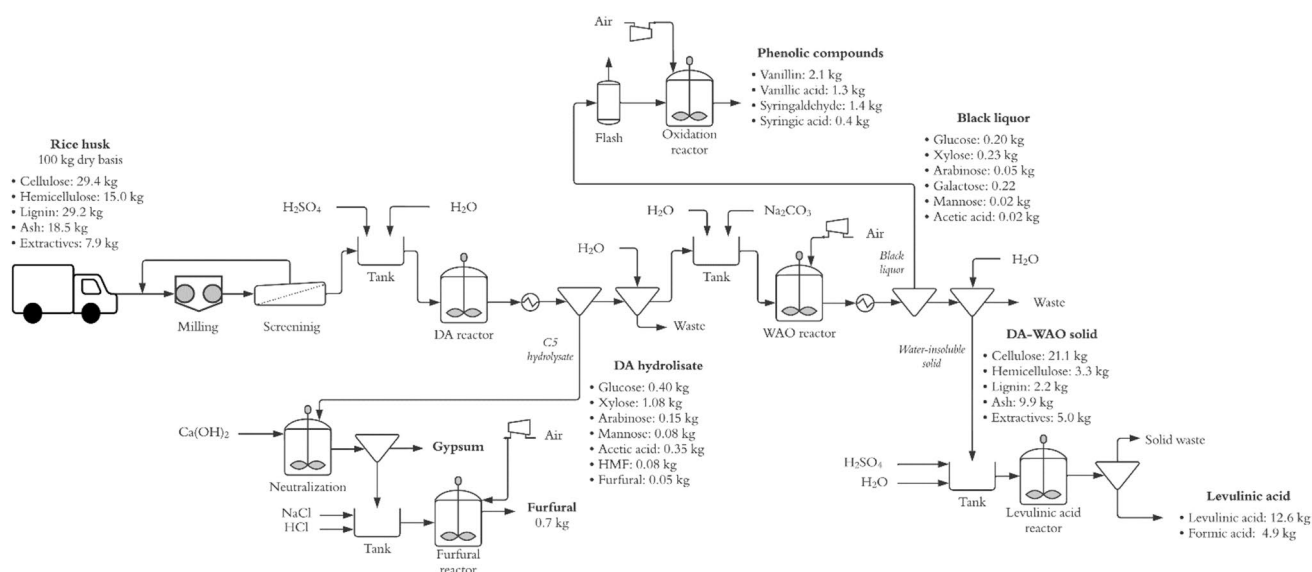 Air
Phenolic compounds
• Vanillin: 2.1 kg
• Vanillic acid: 1.3 kg
• Syringaldehyde: 1.4 kg
• Syringic acid: 0.4 kg
Flash
Oxidation
reactor
Black liquor
• Glucose: 0.20 kg
• Xylose: 0.23 kg
• Arabinose: 0.05 kg
• Galactose: 0.22
• Mannose: 0.02 kg
• Acetic acid: 0.02 kg
Rice husk
100 kg dry basis
• Cellulose: 29.4 kg
• Hemicellulose: 15.0 kg
• Lignin: 29.2 kg
• Ash: 18.5 kg
• Extractives: 7.9 kg
H₂SO₄
H₂O
Tank
Milling
Screeninig
DA reactor
H₂O
Waste
C5
hydrolysate
H₂O
Na₂CO₃
Tank
Air
WAO reactor
Black
liquor
H₂O
Waste
Water-insoluble
solid
DA-WAO solid
• Cellulose: 21.1 kg
• Hemicellulose: 3.3 kg
• Lignin: 2.2 kg
• Ash: 9.9 kg
• Extractives: 5.0 kg
DA hydrolisate
• Glucose: 0.40 kg
• Xylose: 1.08 kg
• Arabinose: 0.15 kg
• Mannose: 0.08 kg
• Acetic acid: 0.35 kg
• HMF: 0.08 kg
• Furfural: 0.05 kg
Ca(OH)₂
Neutralization
Gypsum
Air
NaCl
HCl
Tank
Furfural
reactor
Furfural
0.7 kg
H₂SO₄
H₂O
Tank
Levulinic acid
reactor
Solid waste
Levulinic acid
• Levulinic acid: 12.6 kg
• Formic acid: 4.9 kg